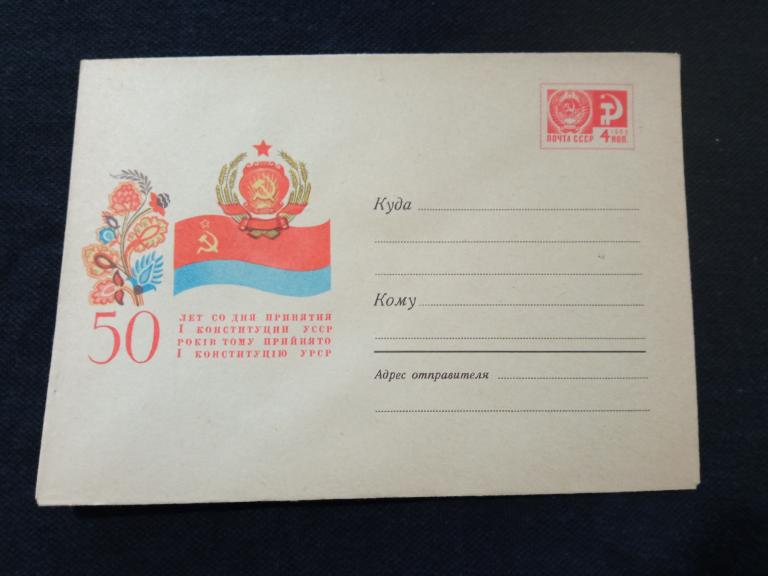 ПОЧТА СССР
1966
4 КОП.
Куда
Кому
Адрес отправителя
50
ЛЕТ СО ДНЯ ПРИНЯТИЯ
I КОНСТИТУЦИИ УССР
РОКІВ ТОМУ ПРИЙНЯТО
I КОНСТИТУЦІЮ УРСР